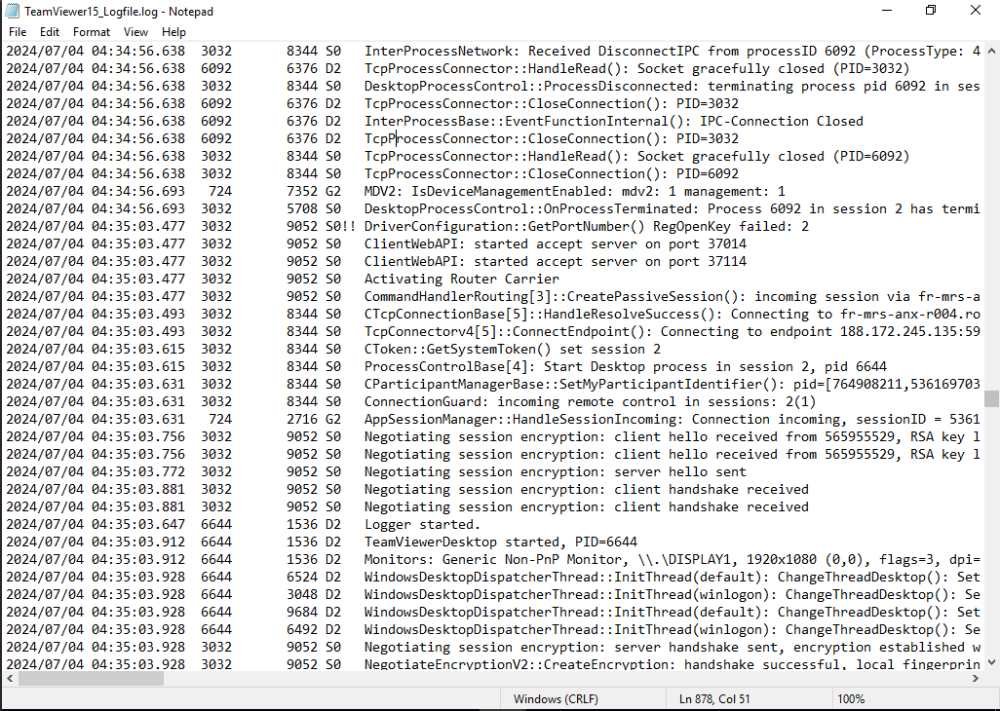 TeamViewer15_Logfile.log - Notepad
File Edit Format View Help
2024/07/04 04:34:56.638 3032 8344 S0 InterProcessNetwork: Received DisconnectIPC from processID 6092 (ProcessType: 4
2024/07/04 04:34:56.638 6092 6376 D2 TcpProcessConnector::HandleRead(): Socket gracefully closed (PID=3032)
2024/07/04 04:34:56.638 3032 8344 S0 DesktopProcessControl::ProcessDisconnected: terminating process pid 6092 in ses
2024/07/04 04:34:56.638 6092 6376 D2 TcpProcessConnector::CloseConnection(): PID=3032
2024/07/04 04:34:56.638 6092 6376 D2 InterProcessBase::EventFunctionInternal(): IPC-Connection Closed
2024/07/04 04:34:56.638 6092 6376 D2 TcpProcessConnector::CloseConnection(): PID=3032
2024/07/04 04:34:56.638 3032 8344 S0 TcpProcessConnector::HandleRead(): Socket gracefully closed (PID=6092)
2024/07/04 04:34:56.638 3032 8344 S0 TcpProcessConnector::CloseConnection(): PID=6092
2024/07/04 04:34:56.693 724 7352 G2 MDV2: IsDeviceManagementEnabled: mdv2: 1 management: 1
2024/07/04 04:34:56.693 3032 5708 S0 DesktopProcessControl::OnProcessTerminated: Process 6092 in session 2 has termi
2024/07/04 04:35:03.477 3032 9052 S0!! DriverConfiguration::GetPortNumber() RegOpenKey failed: 2
2024/07/04 04:35:03.477 3032 9052 S0 ClientWebAPI: started accept server on port 37014
2024/07/04 04:35:03.477 3032 9052 S0 ClientWebAPI: started accept server on port 37114
2024/07/04 04:35:03.477 3032 9052 S0 Activating Router Carrier
2024/07/04 04:35:03.477 3032 9052 S0 CommandHandlerRouting[3]::CreatePassiveSession(): incoming session via fr-mrs-a
2024/07/04 04:35:03.493 3032 8344 S0 CTcpConnectionBase[5]::HandleResolveSuccess(): Connecting to fr-mrs-anx-r004.ro
2024/07/04 04:35:03.493 3032 8344 S0 TcpConnectorv4[5]::ConnectEndpoint(): Connecting to endpoint 188.172.245.135:59
2024/07/04 04:35:03.615 3032 8344 S0 CToken::GetSystemToken() set session 2
2024/07/04 04:35:03.615 3032 8344 S0 ProcessControlBase[4]: Start Desktop process in session 2, pid 6644
2024/07/04 04:35:03.631 3032 8344 S0 CParticipantManagerBase::SetMyParticipantIdentifier(): pid=[764908211,536169703
2024/07/04 04:35:03.631 3032 8344 S0 ConnectionGuard: incoming remote control in sessions: 2(1)
2024/07/04 04:35:03.631 724 2716 G2 AppSessionManager::HandleSessionIncoming: Connection incoming, sessionID = 5361
2024/07/04 04:35:03.756 3032 9052 S0 Negotiating session encryption: client hello received from 565955529, RSA key l
2024/07/04 04:35:03.756 3032 9052 S0 Negotiating session encryption: client hello received from 565955529, RSA key l
2024/07/04 04:35:03.772 3032 9052 S0 Negotiating session encryption: server hello sent
2024/07/04 04:35:03.881 3032 9052 S0 Negotiating session encryption: client handshake received
2024/07/04 04:35:03.881 3032 9052 S0 Negotiating session encryption: client handshake received
2024/07/04 04:35:03.647 6644 1536 D2 Logger started.
2024/07/04 04:35:03.912 6644 1536 D2 TeamViewerDesktop started, PID=6644
2024/07/04 04:35:03.912 6644 1536 D2 Monitors: Generic Non-PnP Monitor, \\.\DISPLAY1, 1920x1080 (0,0), flags=3, dpi=
2024/07/04 04:35:03.928 6644 6524 D2 WindowsDesktopDispatcherThread::InitThread(default): ChangeThreadDesktop(): Set
2024/07/04 04:35:03.928 6644 3048 D2 WindowsDesktopDispatcherThread::InitThread(winlogon): ChangeThreadDesktop(): Se
2024/07/04 04:35:03.928 6644 9684 D2 WindowsDesktopDispatcherThread::InitThread(default): ChangeThreadDesktop(): Set
2024/07/04 04:35:03.928 6644 6492 D2 WindowsDesktopDispatcherThread::InitThread(winlogon): ChangeThreadDesktop(): Se
2024/07/04 04:35:03.928 3032 9052 S0 Negotiating session encryption: server handshake sent, encryption established w
2024/07/04 04:35:03.928 3032 9052 S0 NegotiateEncryptionV2::CreateEncryption: handshake successful, local fingerprin
Windows (CRLF) Ln 878, Col 51 100%